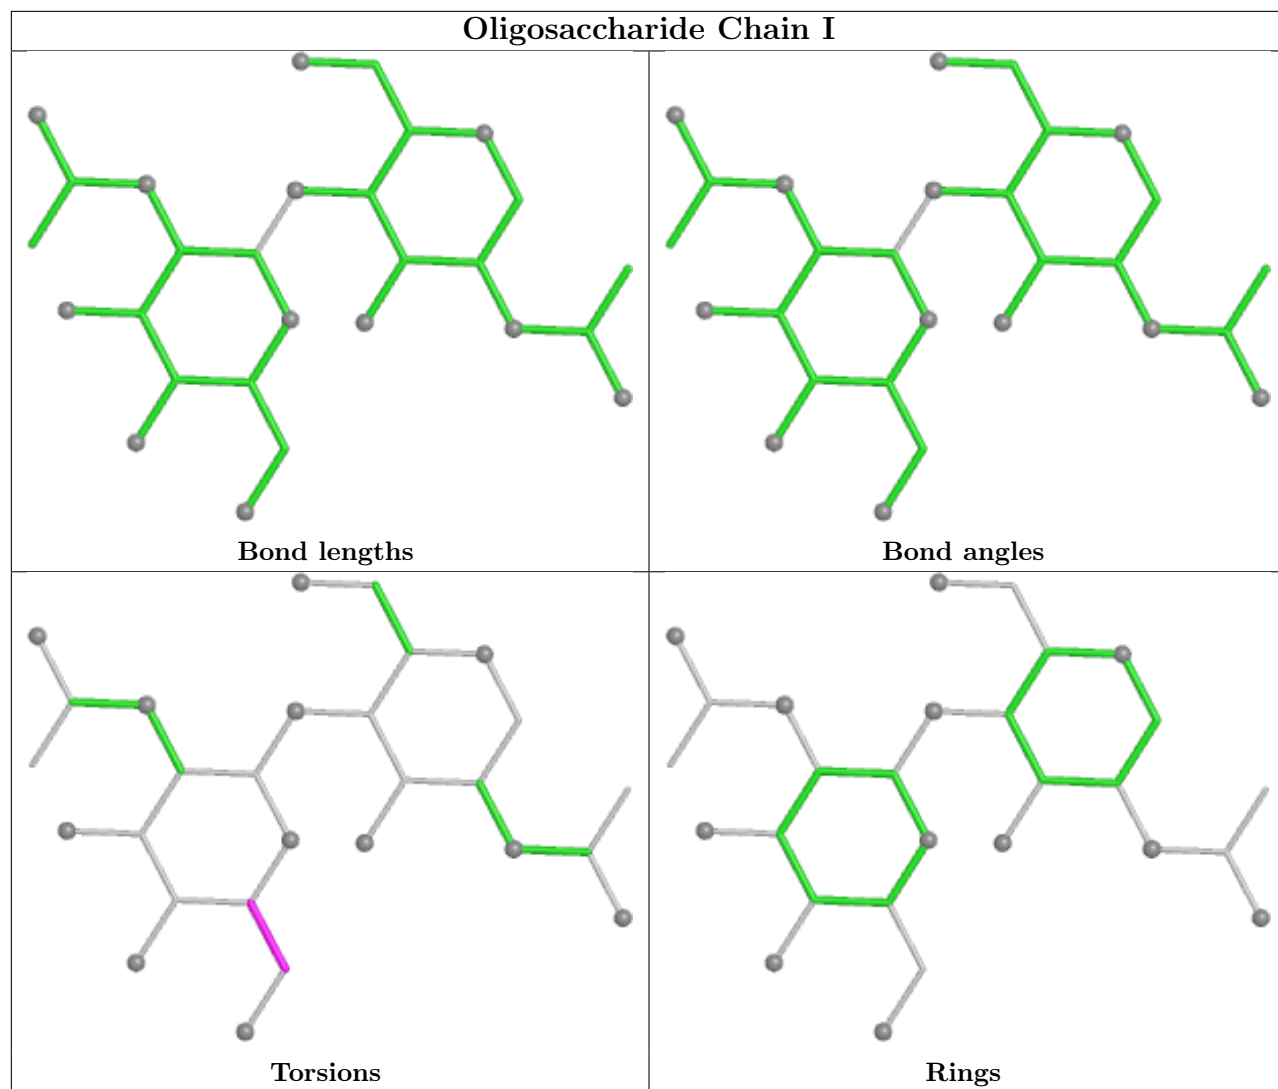 Oligosaccharide Chain I
Bond lengths
Bond angles
Torsions
Rings